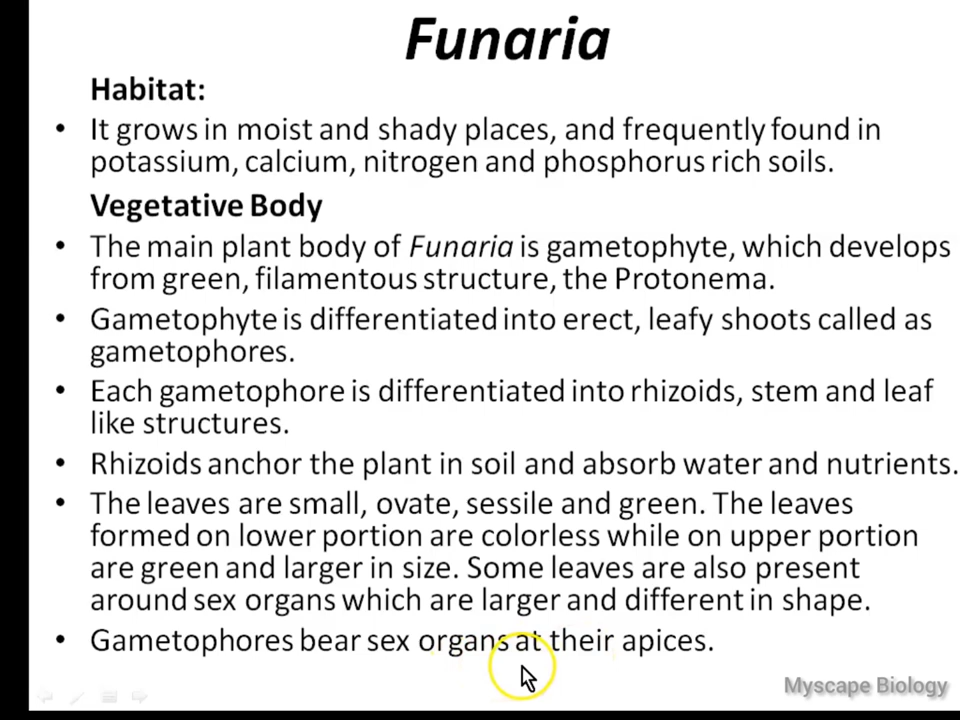 Funaria
Habitat:
• It grows in moist and shady places, and frequently found in
potassium, calcium, nitrogen and phosphorus rich soils.
Vegetative Body
• The main plant body of Funaria is gametophyte, which develops
from green, filamentous structure, the Protonema.
• Gametophyte is differentiated into erect, leafy shoots called as
gametophores.
• Each gametophore is differentiated into rhizoids, stem and leaf
like structures.
• Rhizoids anchor the plant in soil and absorb water and nutrients.
• The leaves are small, ovate, sessile and green. The leaves
formed on lower portion are colorless while on upper portion
are green and larger in size. Some leaves are also present
around sex organs which are larger and different in shape.
• Gametophores bear sex organs at their apices.
Myscape Biology